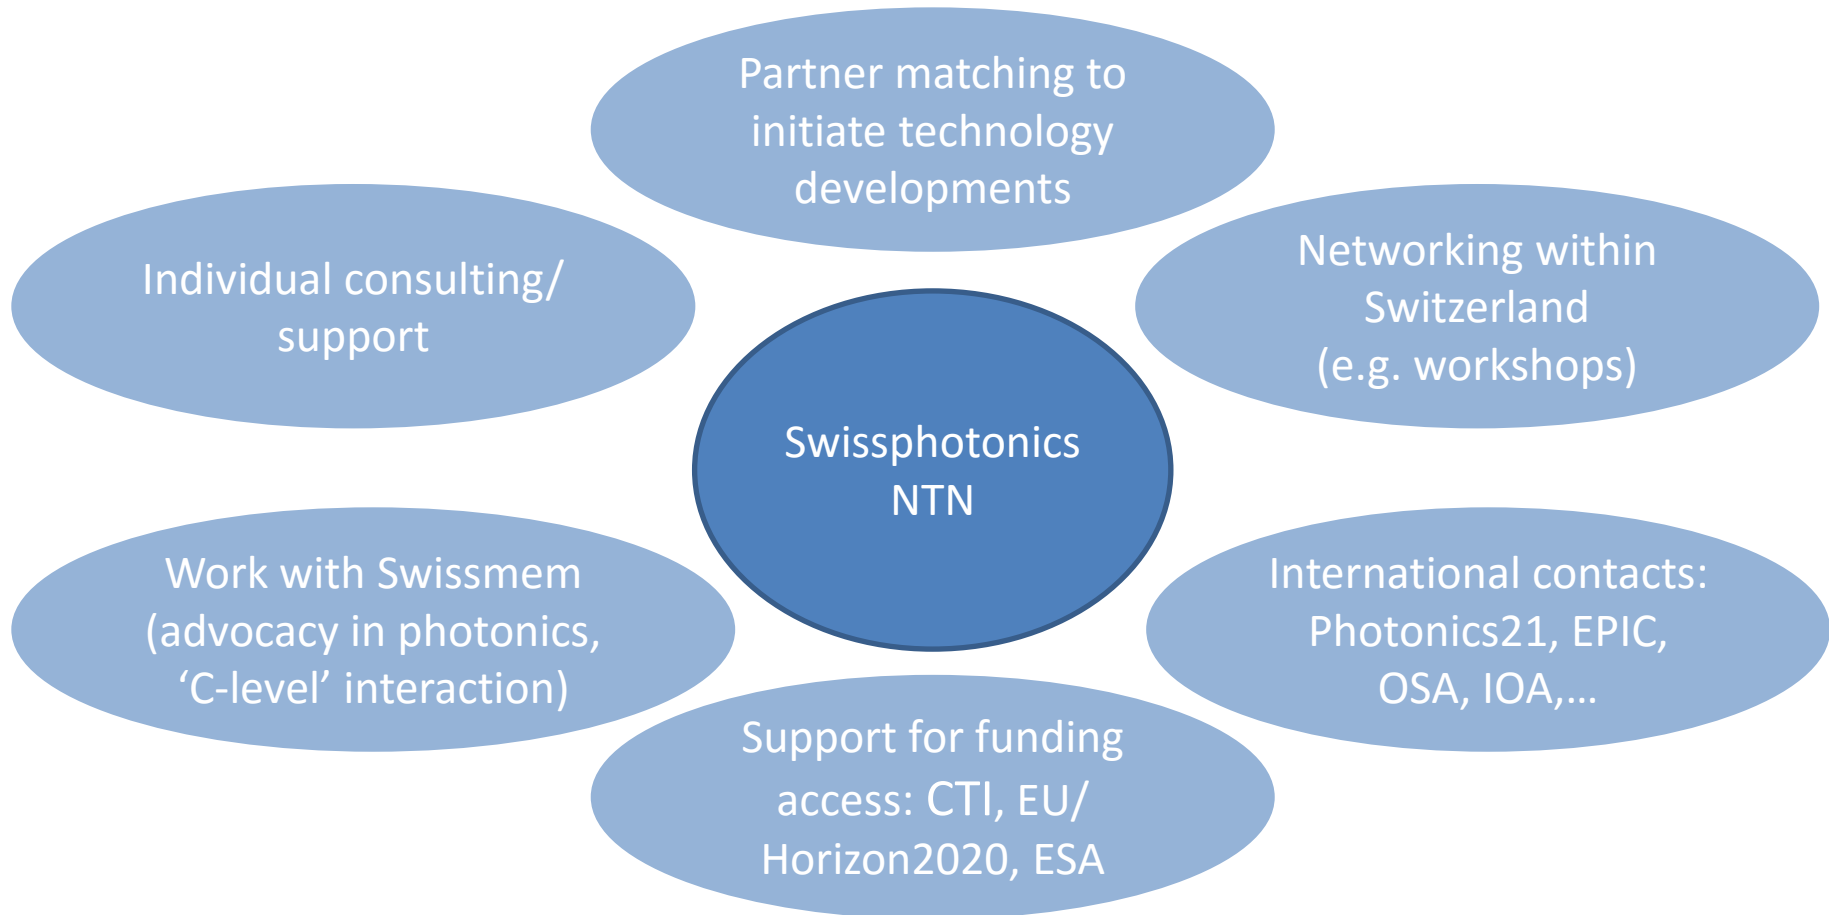 Partner matching to
initiate technology
developments
Individual consulting/
support
Networking within
Switzerland
(e.g. workshops)
Swissphotonics
NTN
Work with Swissmem
(advocacy in photonics,
‘C-level’ interaction)
International contacts:
Photonics21, EPIC,
OSA, IOA,…
Support for funding
access: CTI, EU/
Horizon2020, ESA